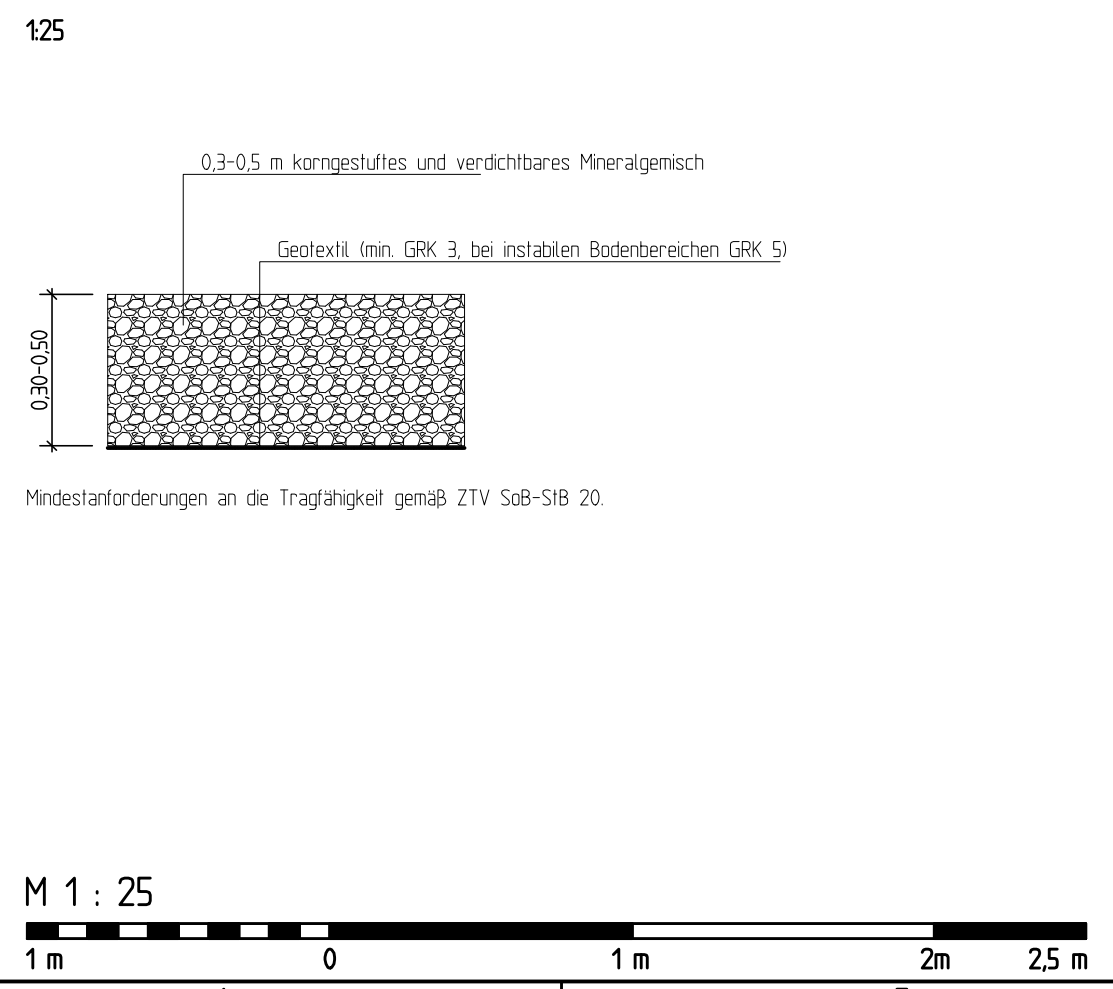 1:25
0,3-0,5 m korngestuftes und verdichtbares Mineralgemisch
Geotextil (min. GRK 3, bei instabilen Bodenbereichen GRK 5)
0,30-0,50
Mindestanforderungen an die Tragfähigkeit gemäß ZTV SoB-StB 20.
M 1 : 25
1 m 0 1 m 2m 2,5 m